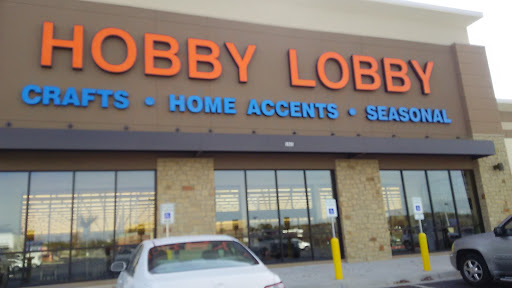 HOBBY LOBBY
CRAFTS • HOME ACCENTS • SEASONAL